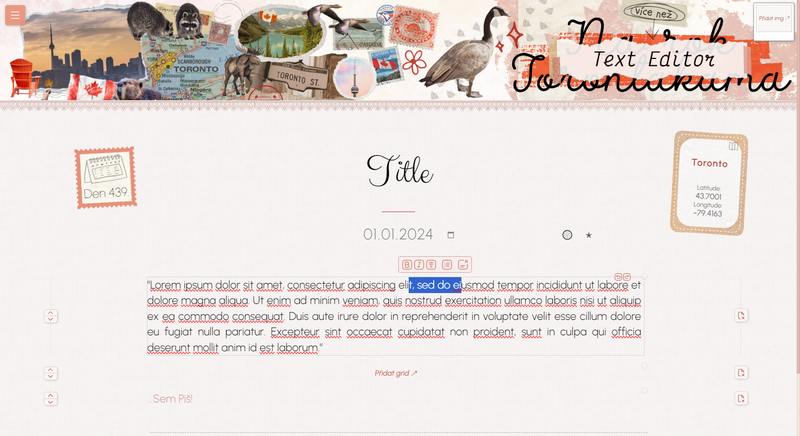 více než
Přidat img ↗
Text Editor
SCARBOROUGH
TORONTO
TORONTO ST.
CANADA
Den 439
Title
Toronto
Latitude:
43.7001
Longitude:
-79.4163
01.01.2024
*
B I T
"Lorem ipsum dolor sit amet, consectetur adipiscing elit, sed do eiusmod tempor incididunt ut labore et
dolore magna aliqua. Ut enim ad minim veniam, quis nostrud exercitation ullamco laboris nisi ut aliquip
ex ea commodo consequat. Duis aute irure dolor in reprehenderit in voluptate velit esse cillum dolore
eu fugiat nulla pariatur. Excepteur sint occaecat cupidatat non proident, sunt in culpa qui officia
deserunt mollit anim id est laborum."
Přidat grid ↗
...Sem Piš!